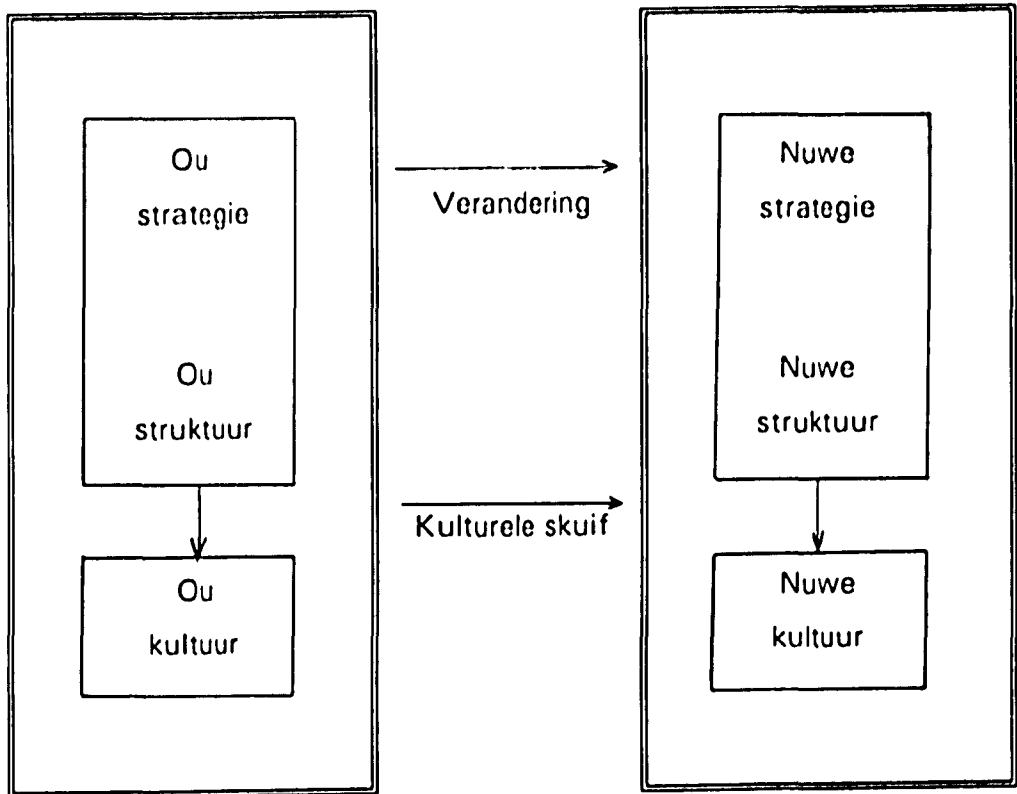 Ou
strategie
Ou
struktuur
Ou
kultuur
Verandering
Kulturele skuif
Nuwe
strategie
Nuwe
struktuur
Nuwe
kultuur